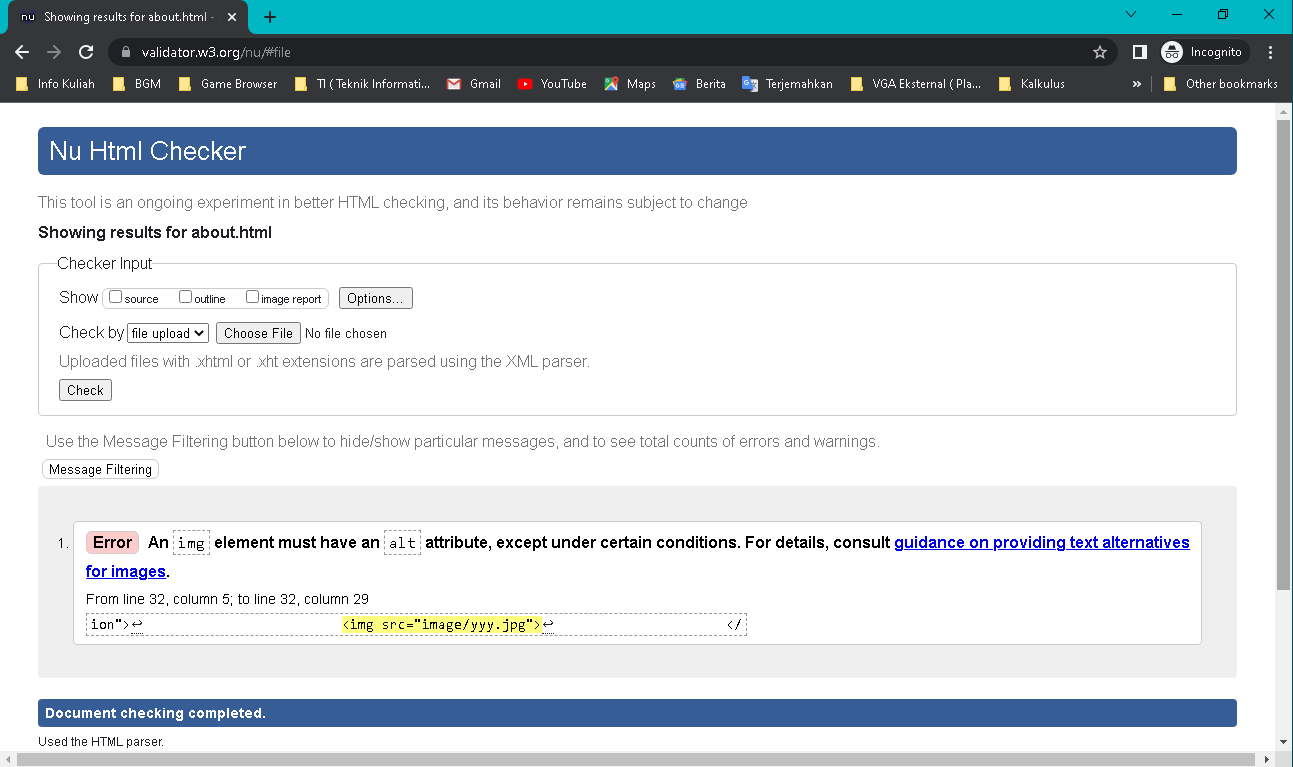 nu Showing results for about.html -
validator.w3.org/nu/#file
Incognito
Info Kuliah BGM Game Browser TI ( Teknik Informati... Gmail YouTube Maps Berita Terjemahkan VGA Eksternal ( Pla... Kalkulus » Other bookmarks
Nu Html Checker
This tool is an ongoing experiment in better HTML checking, and its behavior remains subject to change
Showing results for about.html
Checker Input
Show source outline image report Options...
Check by file upload Choose File No file chosen
Uploaded files with .xhtml or .xht extensions are parsed using the XML parser.
Check
Use the Message Filtering button below to hide/show particular messages, and to see total counts of errors and warnings.
Message Filtering
1. Error An img element must have an alt attribute, except under certain conditions. For details, consult guidance on providing text alternatives
for images.
From line 32, column 5; to line 32, column 29
ion">↩ <img src="image/yyy.jpg">↩ </
Document checking completed.
Used the HTML parser.